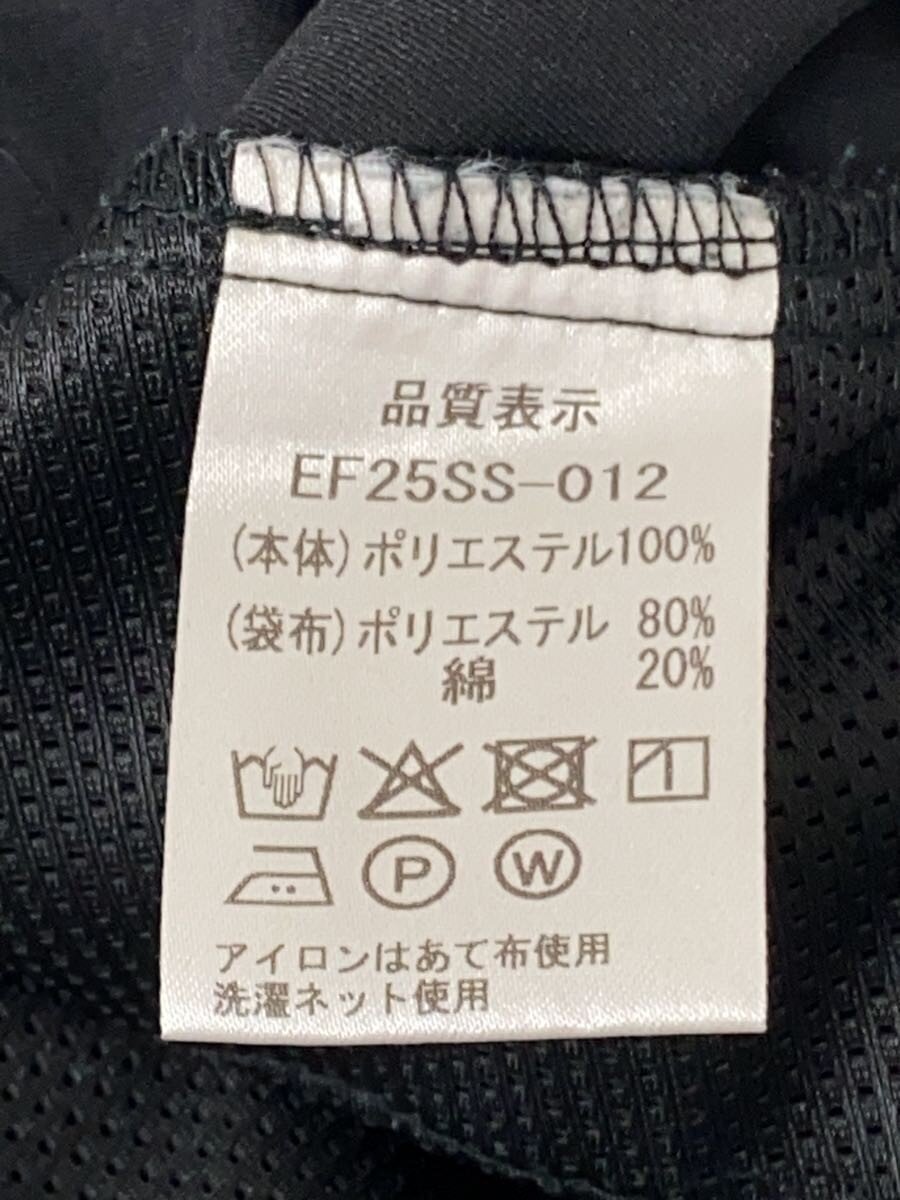 品質表示
EF25SS-012
(本体)ポリエステル100%
(袋布)ポリエステル 80%
綿 20%
P W
アイロンはあて布使用
洗濯ネット使用